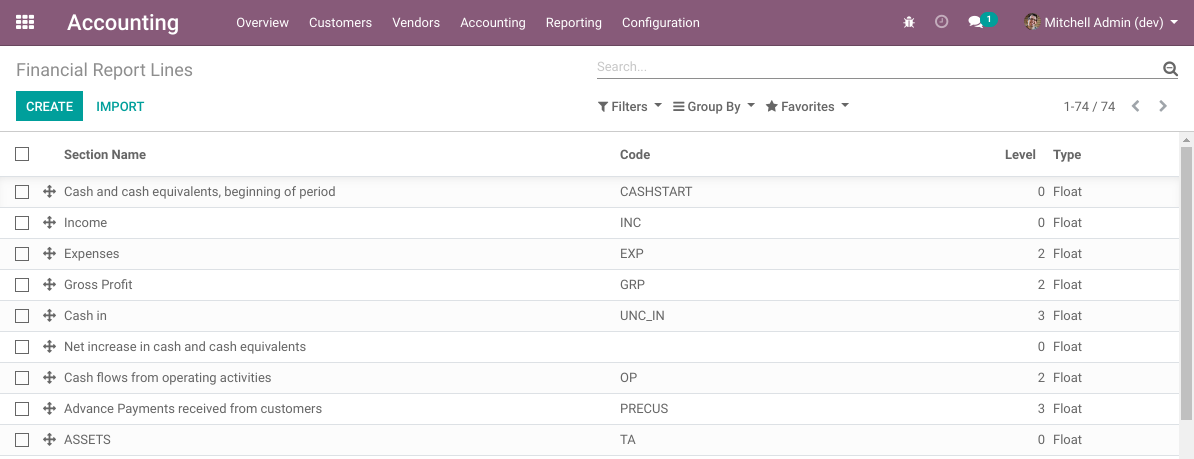 Accounting Overview Customers Vendors Accounting Reporting Configuration 1 Mitchell Admin (dev)
Financial Report Lines Search...
CREATE IMPORT Filters Group By Favorites 1-74 / 74
Section Name Code Level Type
Cash and cash equivalents, beginning of period CASHSTART 0 Float
Income INC 0 Float
Expenses EXP 2 Float
Gross Profit GRP 2 Float
Cash in UNC_IN 3 Float
Net increase in cash and cash equivalents 0 Float
Cash flows from operating activities OP 2 Float
Advance Payments received from customers PRECUS 3 Float
ASSETS TA 0 Float